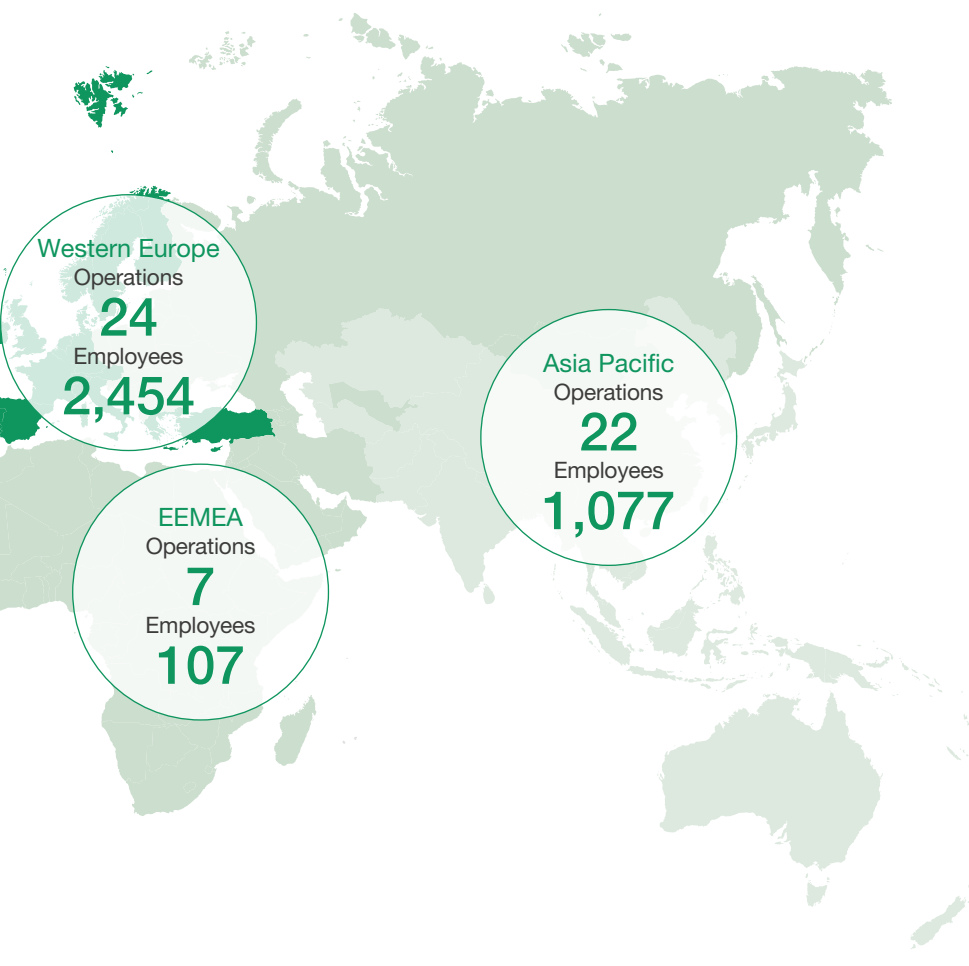 Western Europe
Operations
24
Employees
2,454
Asia Pacific
Operations
22
Employees
1,077
EEMEA
Operations
7
Employees
107